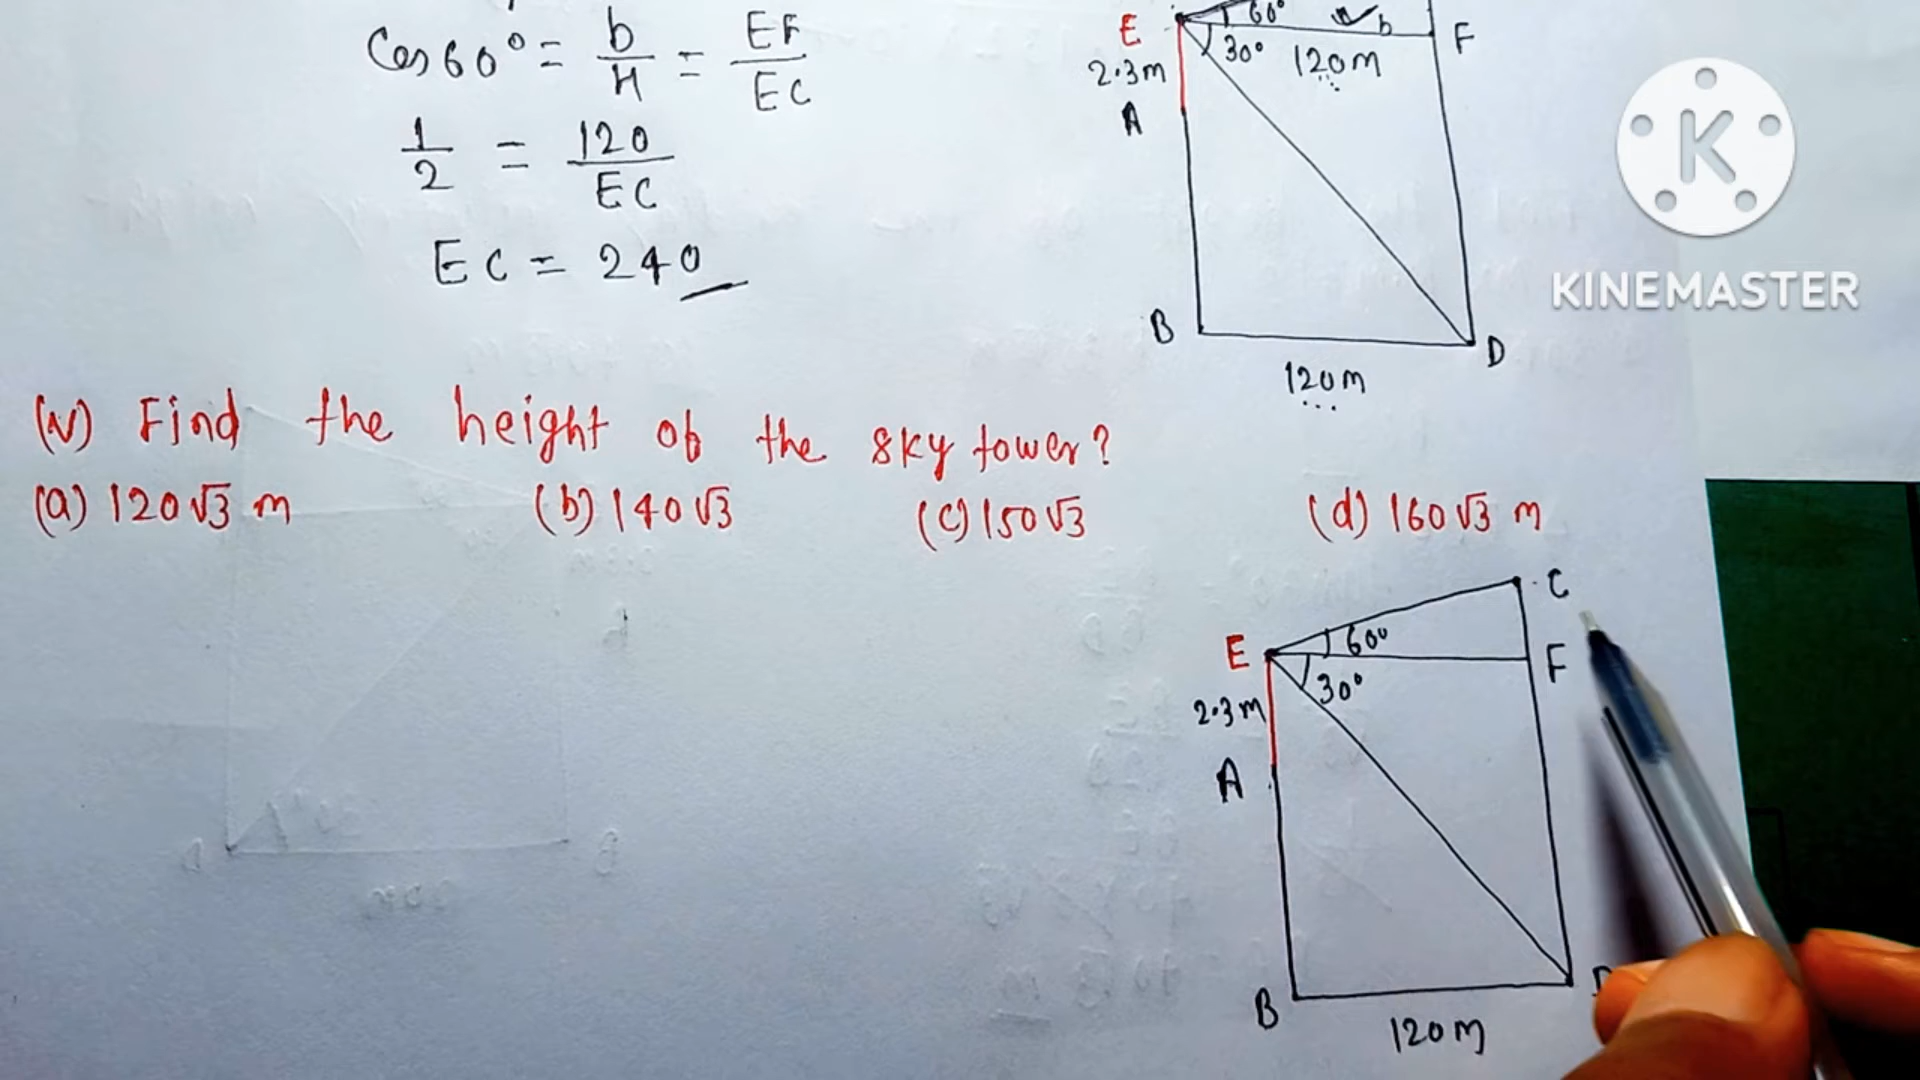 Cos 60° = b/H = EF/EC
1/2 = 120/EC
EC = 240
E
60°
b
F
30°
120m
2.3m
A
B
D
120m
KINEMASTER
(v) Find the height of the sky tower?
(a) 120√3 m (b) 140√3 (c) 150√3 (d) 160√3 m
C
E
60°
F
30°
2.3m
A
B
120m